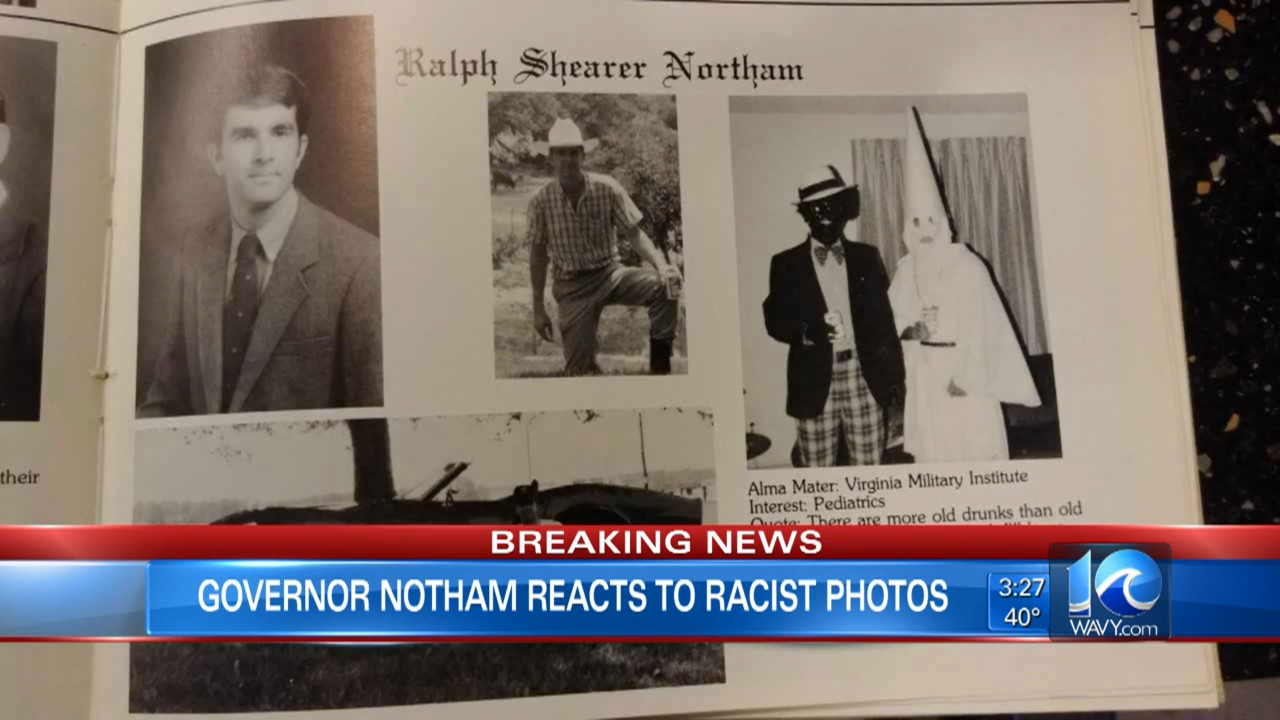 Ralph Shearer Northam
their
Alma Mater: Virginia Military Institute
Interest: Pediatrics
Quote: There are more old drunks than old
BREAKING NEWS
GOVERNOR NOTHAM REACTS TO RACIST PHOTOS
3:27
40°
10
WAVY.com